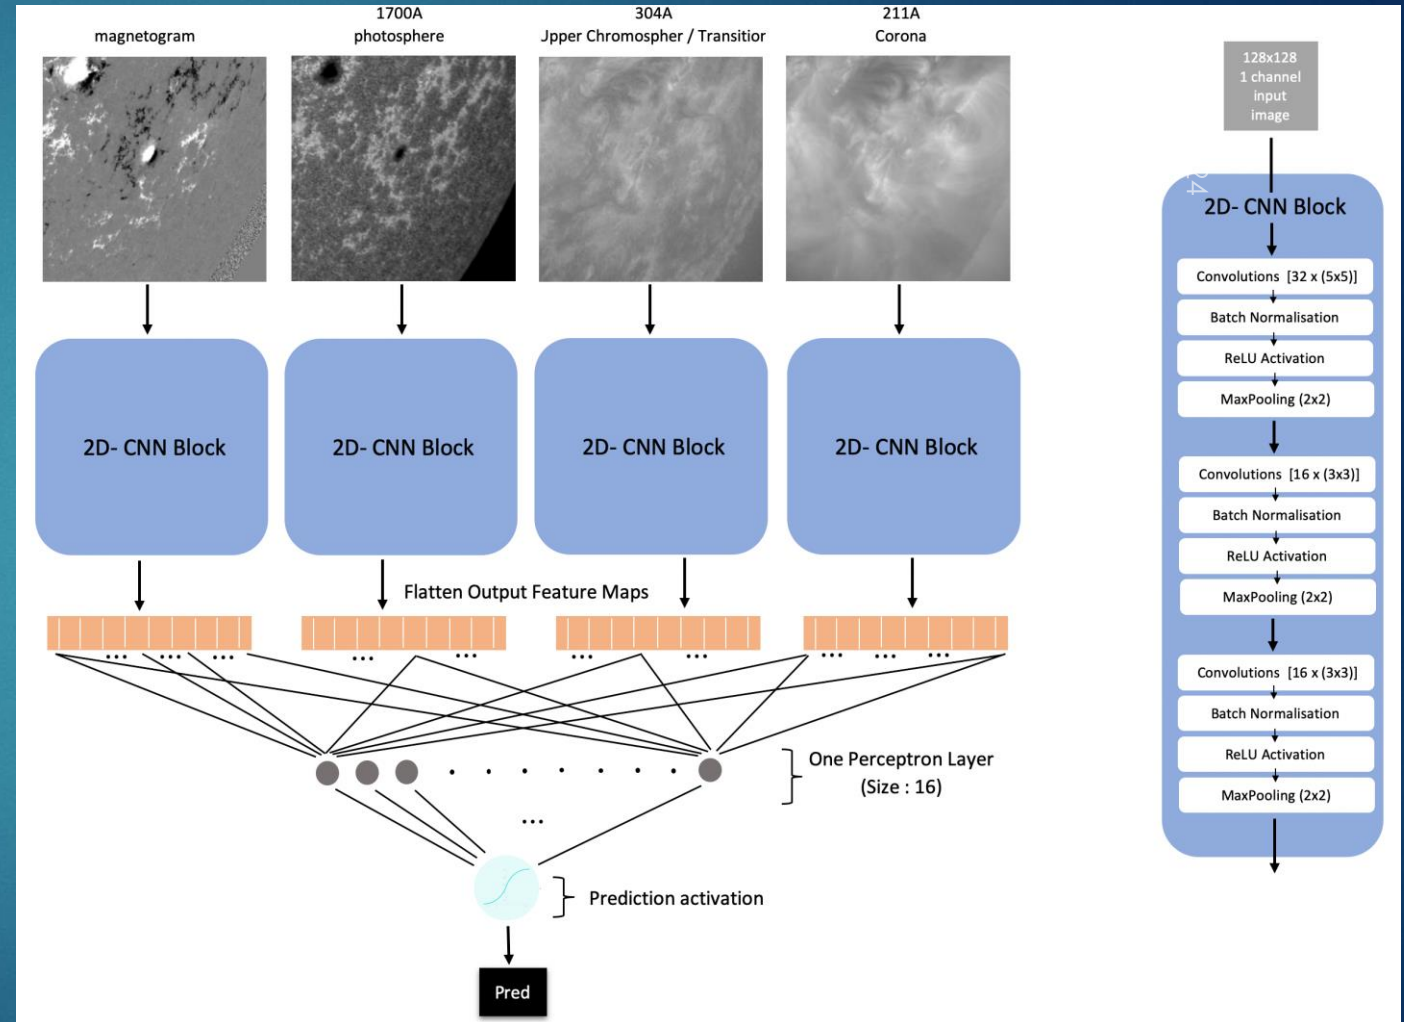 magnetogram
1700A
photosphere
304A
Jpper Chromospher / Transitior
211A
Corona
2D- CNN Block
2D- CNN Block
2D- CNN Block
2D- CNN Block
Flatten Output Feature Maps
...
...
...
...
...
...
...
...
...
...
One Perceptron Layer
(Size : 16)
...
Prediction activation
Pred
128x128
1 channel
input
image
24
2D- CNN Block
Convolutions [32 x (5x5)]
Batch Normalisation
ReLU Activation
MaxPooling (2x2)
Convolutions [16 x (3x3)]
Batch Normalisation
ReLU Activation
MaxPooling (2x2)
Convolutions [16 x (3x3)]
Batch Normalisation
ReLU Activation
MaxPooling (2x2)